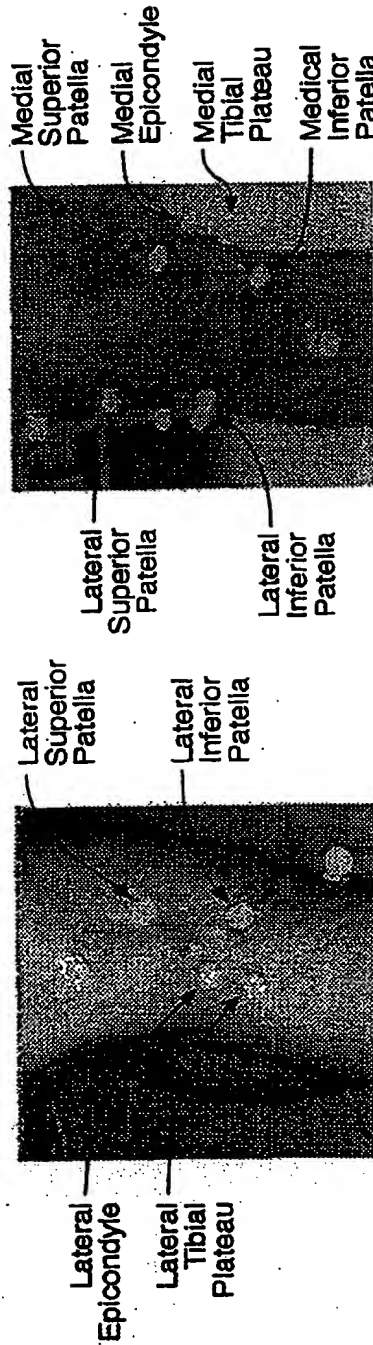 Lateral
Epicondyle
Lateral
Tibial
Plateau
Lateral
Superior
Patella
Lateral
Inferior
Patella
Lateral
Superior
Patella
Lateral
Inferior
Patella
Medial
Superior
Patella
Medial
Epicondyle
Medial
Tibial
Plateau
Medical
Inferior
Patella